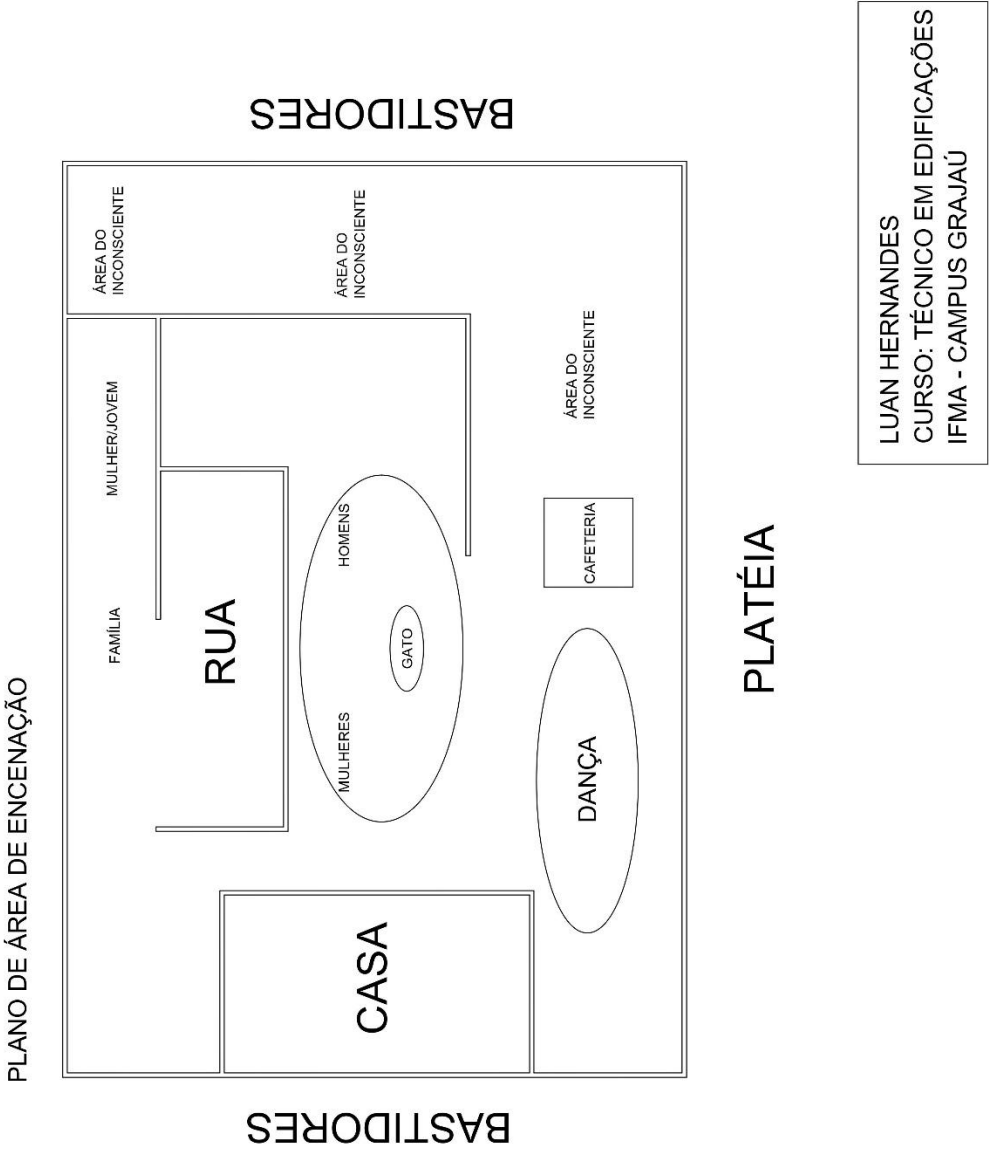 PLANO DE ÁREA DE ENCENAÇÃO
BASTIDORES
FAMÍLIA
MULHER/JOVEM
ÁREA DO
INCONSCIENTE
RUA
MULHERES
HOMENS
GATO
ÁREA DO
INCONSCIENTE
CASA
DANÇA
CAFETERIA
ÁREA DO
INCONSCIENTE
BASTIDORES
PLATÉIA
LUAN HERNANDES
CURSO: TÉCNICO EM EDIFICAÇÕES
IFMA - CAMPUS GRAJAÚ